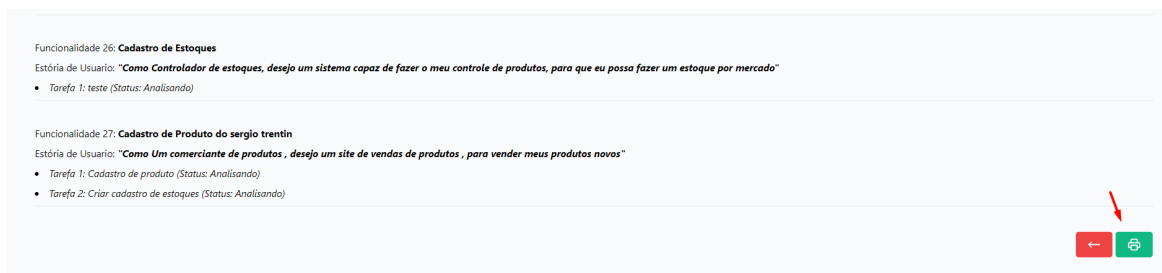 Funcionalidade 26: Cadastro de Estoques
Estória de Usuario: "Como Controlador de estoques, desejo um sistema capaz de fazer o meu controle de produtos, para que eu possa fazer um estoque por mercado"
• Tarefa 1: teste (Status: Analisando)
Funcionalidade 27: Cadastro de Produto do sergio trentin
Estória de Usuario: "Como Um comerciante de produtos , desejo um site de vendas de produtos , para vender meus produtos novos"
• Tarefa 1: Cadastro de produto (Status: Analisando)
• Tarefa 2: Criar cadastro de estoques (Status: Analisando)